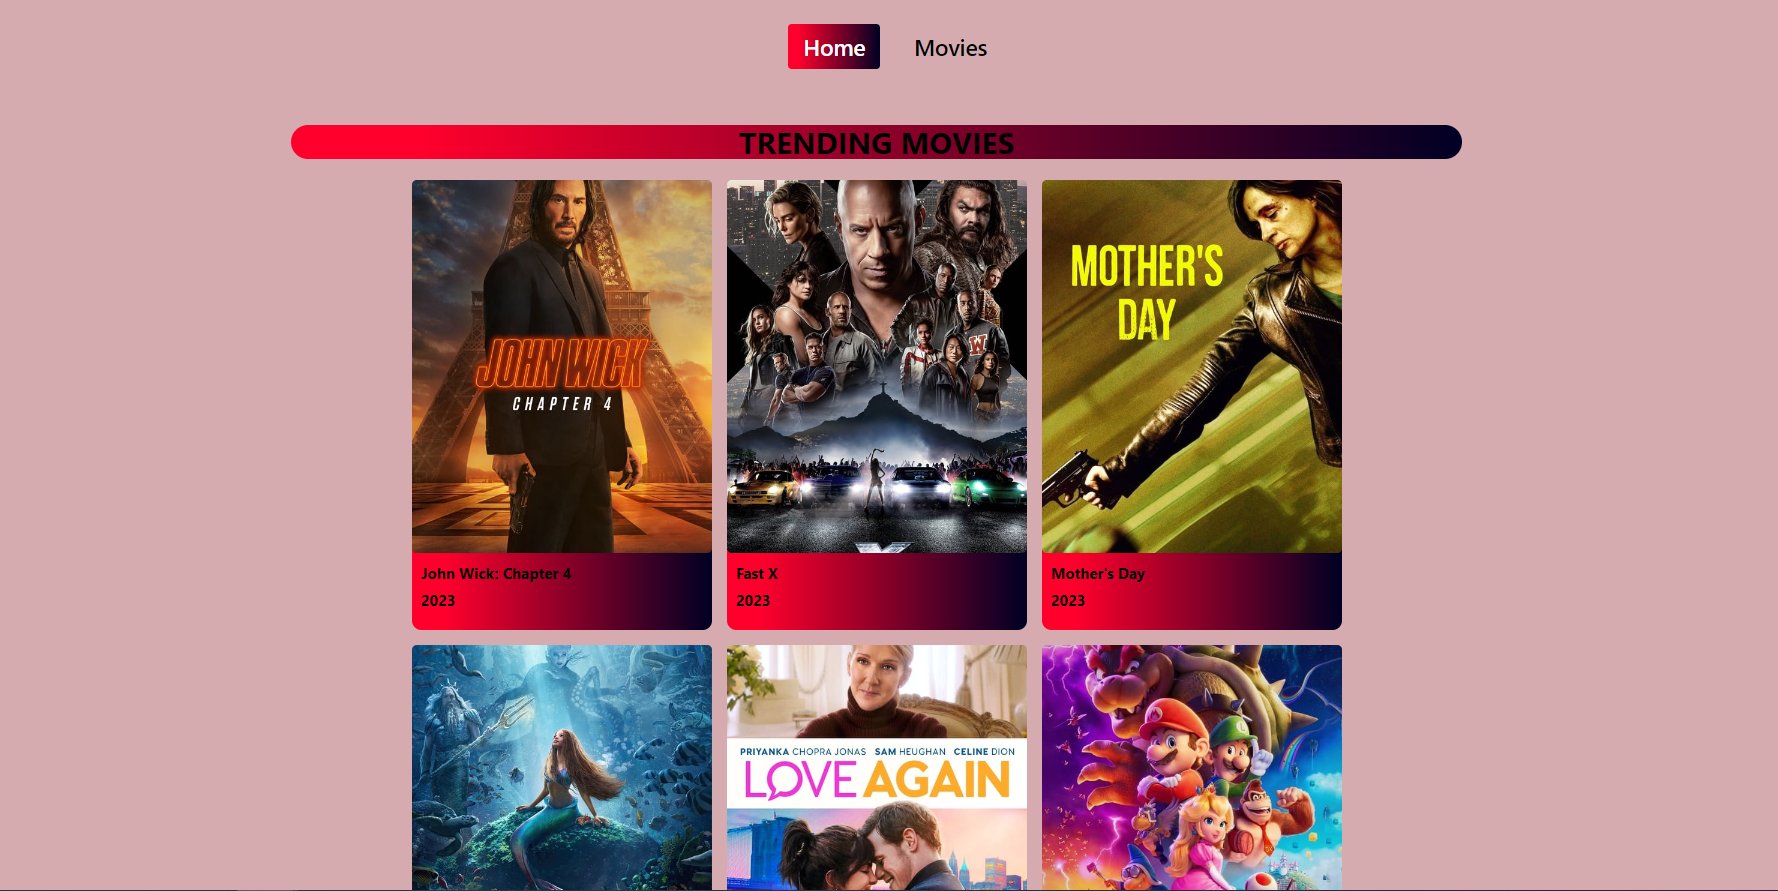 Home Movies
TRENDING MOVIES
JOHN WICK
CHAPTER 4
W
MOTHER'S
DAY
John Wick: Chapter 4
2023
Fast X
2023
Mother's Day
2023
PRIYANKA CHOPRA JONAS SAM HEUGHAN CELINE DION
LOVE AGAIN